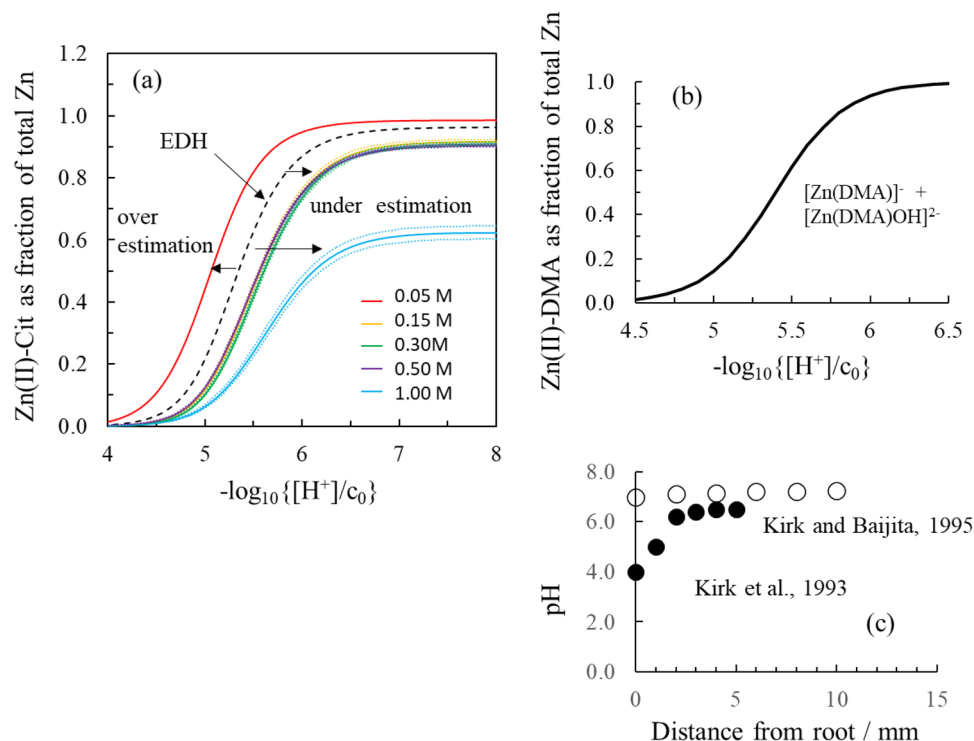 (a)
Zn(II)-Cit as fraction of total Zn
1.2
1.0
0.8
0.6
0.4
0.2
0.0
EDH
over
estimation
under estimation
0.05 M
0.15 M
0.30M
0.50 M
1.00 M
4
5
6
7
8
-log₁₀{[H⁺]/c₀}
(b)
Zn(II)-DMA as fraction of total Zn
1.0
0.8
0.6
0.4
0.2
0.0
[Zn(DMA)]⁻ +
[Zn(DMA)OH]²⁻
4.5
5
5.5
6
6.5
-log₁₀{[H⁺]/c₀}
pH
8.0
6.0
4.0
2.0
0.0
Kirk and Baijita, 1995
Kirk et al., 1993
(c)
0
5
10
15
Distance from root / mm